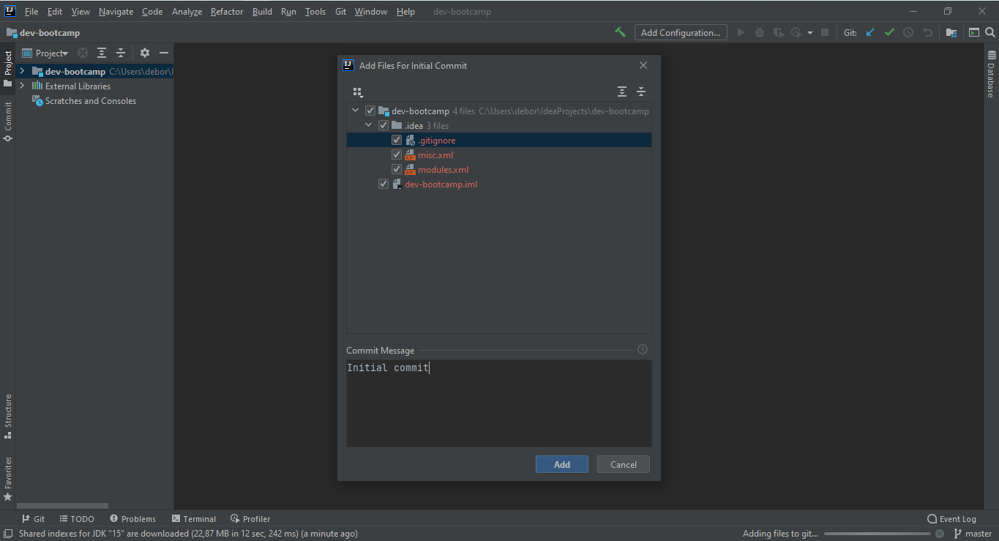 File Edit View Navigate Code Analyze Refactor Build Run Tools Git Window Help dev-bootcamp
dev-bootcamp
Add Configuration...
Git:
Project
Project
dev-bootcamp C:\Users\debor\I
External Libraries
Scratches and Consoles
Commit
Structure
Favorites
Add Files For Initial Commit
dev-bootcamp 4 files C:\Users\debor\IdeaProjects\dev-bootcamp
.idea 3 files
.gitignore
misc.xml
modules.xml
dev-bootcamp.iml
Commit Message
Initial commit
Add Cancel
Database
Git TODO Problems Terminal Profiler Event Log
Shared indexes for JDK "15" are downloaded (22,87 MB in 12 sec, 242 ms) (a minute ago) Adding files to git... master